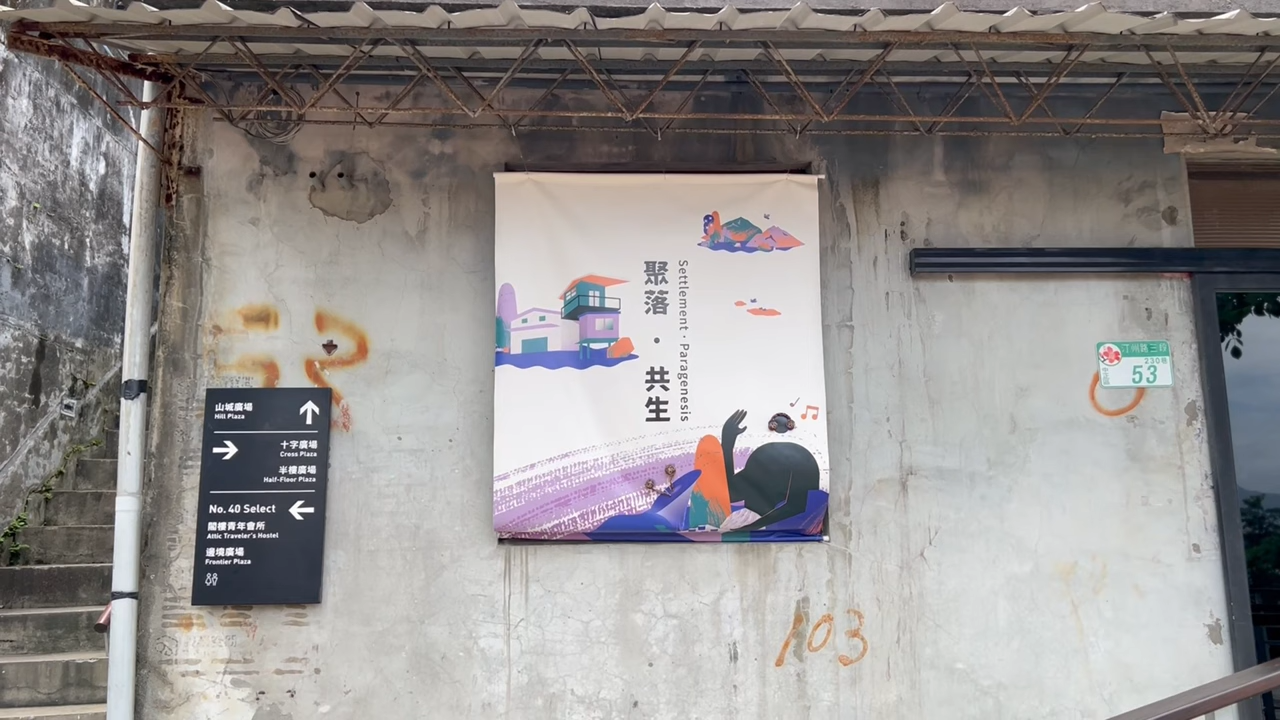 山城廣場
Hill Plaza
十字廣場
Cross Plaza
半樓廣場
Half-Floor Plaza
No. 40 Select
閣樓青年會所
Attic Traveler's Hostel
邊境廣場
Frontier Plaza
聚落·共生
Settlement · Paragenesis
汀州路三段
230巷
53
103